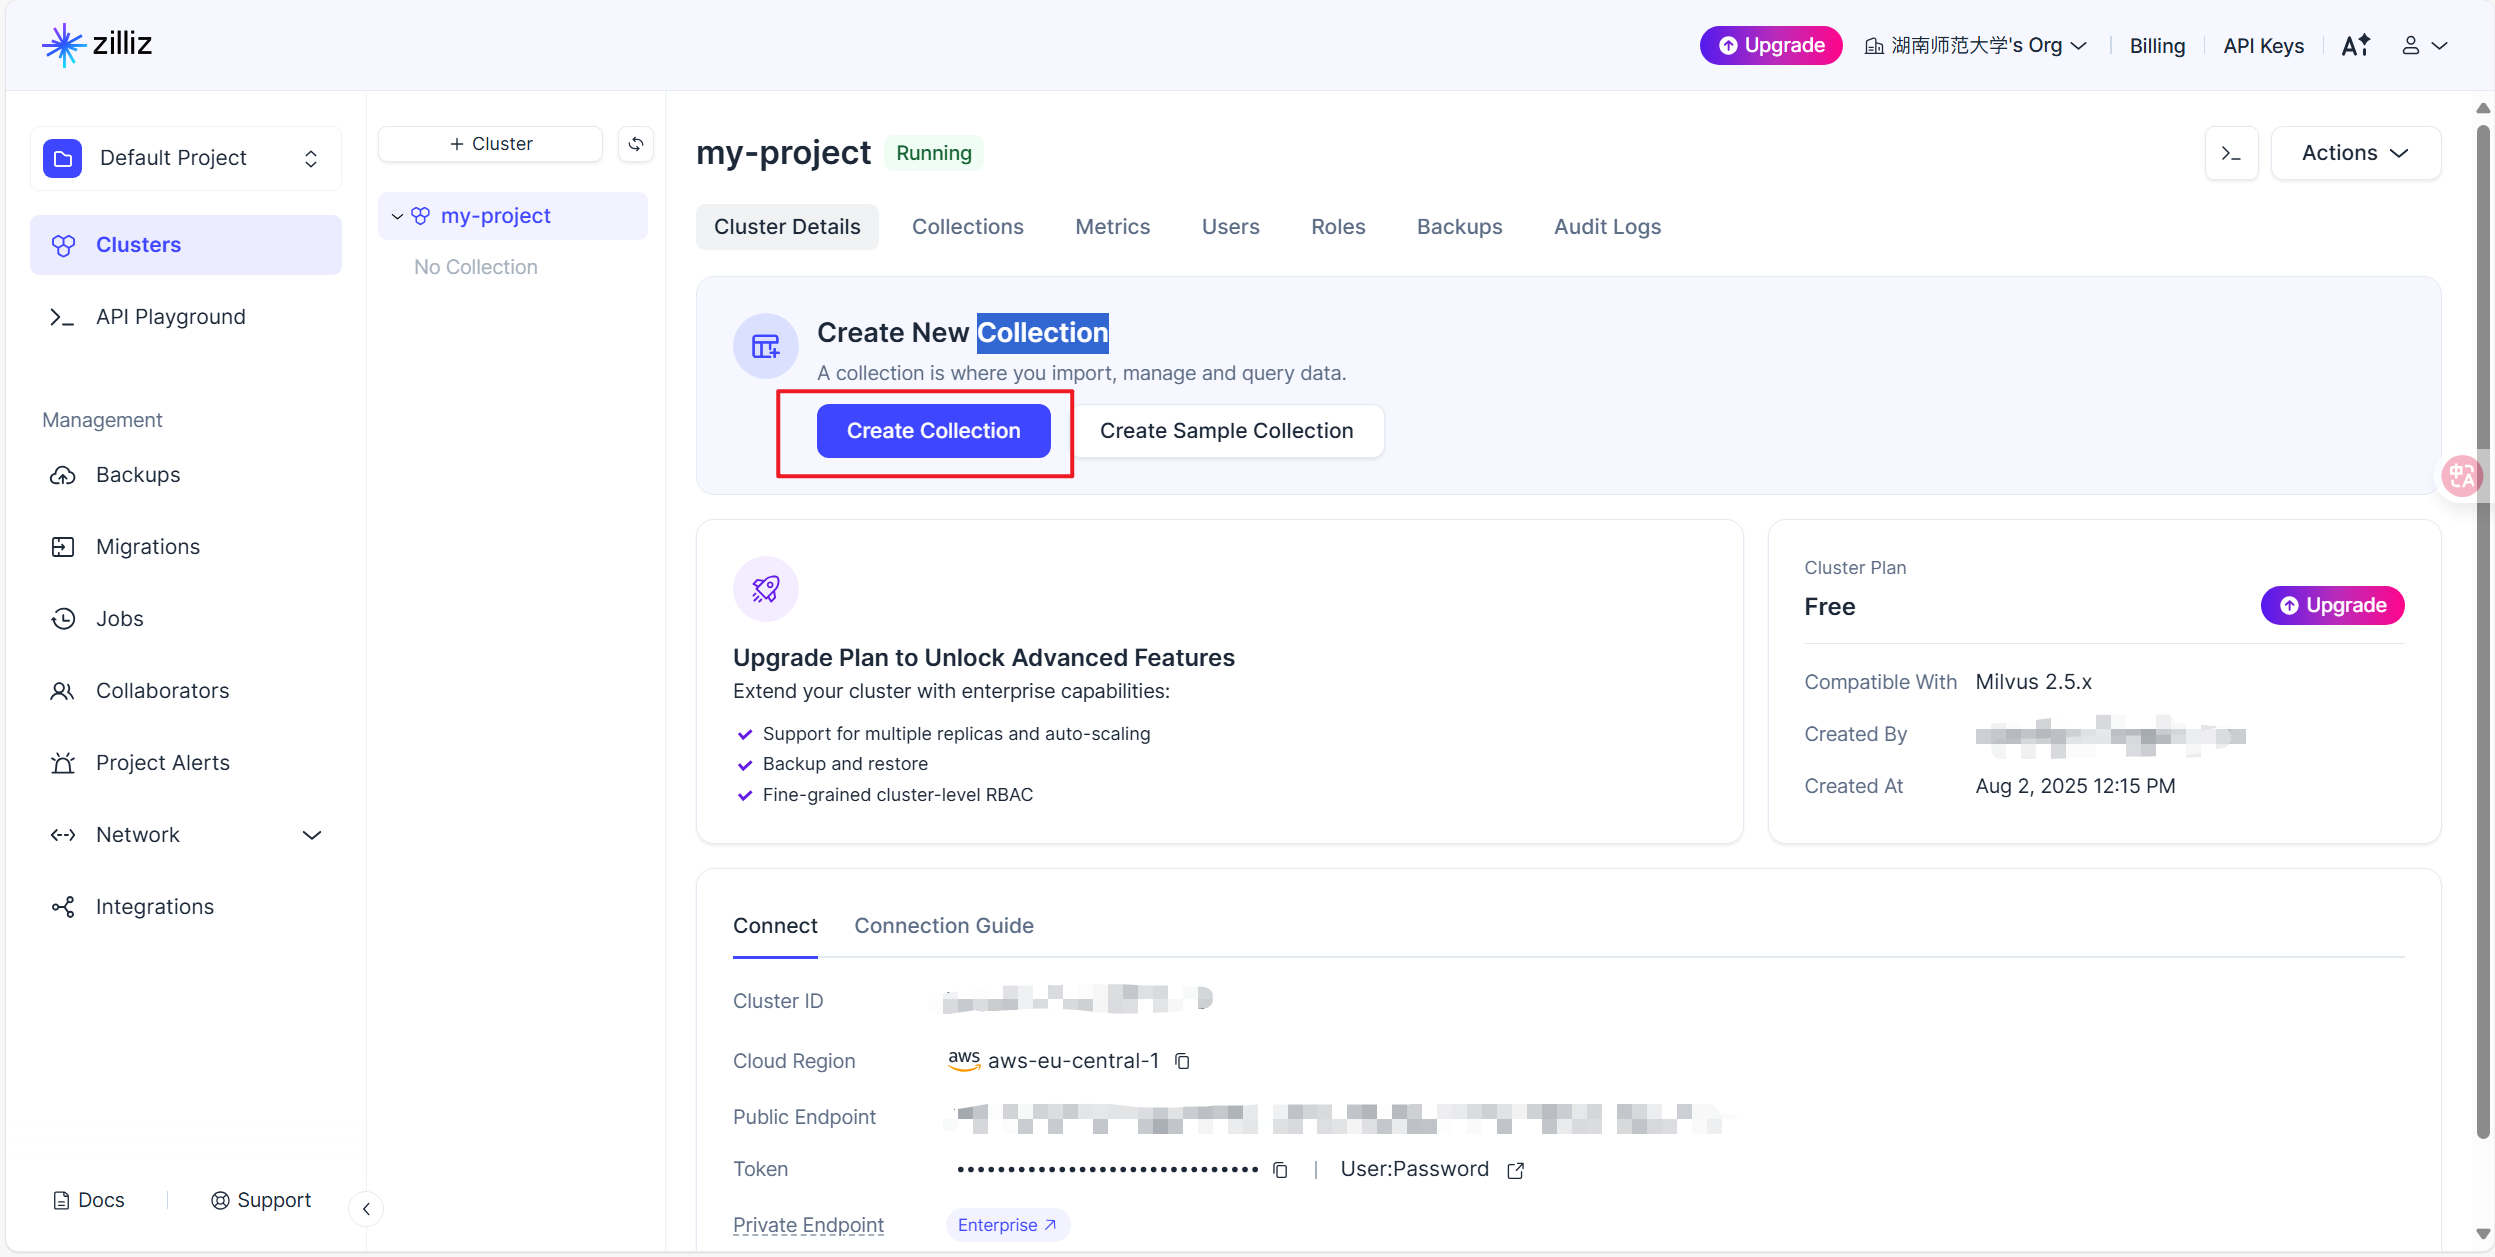 zilliz
Upgrade
湖南师范大学's Org
Billing
API Keys
Default Project
Clusters
API Playground
Management
Backups
Migrations
Jobs
Collaborators
Project Alerts
Network
Integrations
Docs
Support
+ Cluster
my-project
No Collection
my-project
Running
Actions
Cluster Details
Collections
Metrics
Users
Roles
Backups
Audit Logs
Create New Collection
A collection is where you import, manage and query data.
Create Collection
Create Sample Collection
Upgrade Plan to Unlock Advanced Features
Extend your cluster with enterprise capabilities:
Support for multiple replicas and auto-scaling
Backup and restore
Fine-grained cluster-level RBAC
Cluster Plan
Free
Upgrade
Compatible With Milvus 2.5.x
Created By
Created At Aug 2, 2025 12:15 PM
Connect
Connection Guide
Cluster ID
Cloud Region aws aws-eu-central-1
Public Endpoint
Token •••••••••••••••••••••••••••••• | User:Password
Private Endpoint Enterprise
中A